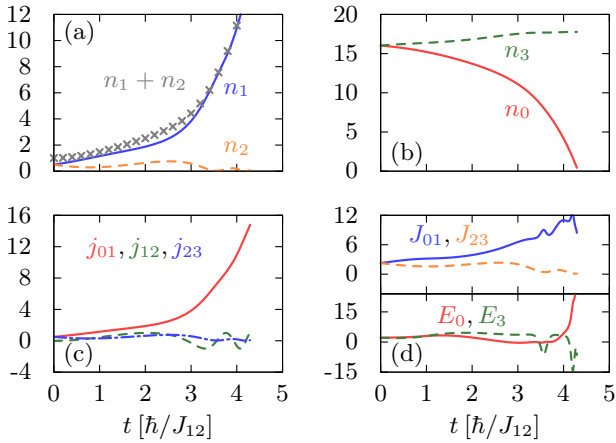 12
10
8
6
4
2
0
(a)
n₁ + n₂
n₁
n₂
20
15
10
5
0
n₃
n₀
(b)
16
12
8
4
0
-4
j₀₁, j₁₂, j₂₃
(c)
0 1 2 3 4 5
t [ħ/J₁₂]
12
6
0
J₀₁, J₂₃
15
0
-15
E₀, E₃
(d)
0 1 2 3 4 5
t [ħ/J₁₂]